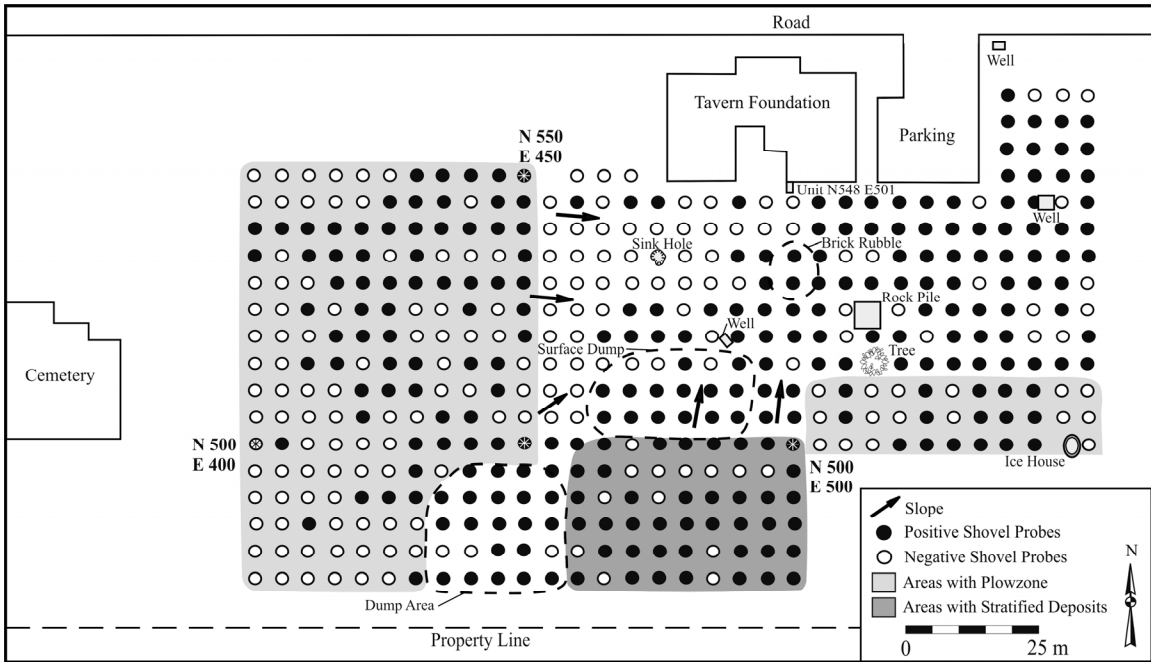 Road
Well
Tavern Foundation
Parking
N 550
E 450
Unit N548 E501
Well
Sink Hole
Brick Rubble
Rock Pile
Well
Surface Dump
Tree
Cemetery
N 500
E 400
N 500
E 500
Ice House
Slope
Positive Shovel Probes
Negative Shovel Probes
Areas with Plowzone
Areas with Stratified Deposits
N
0 25 m
Dump Area
Property Line